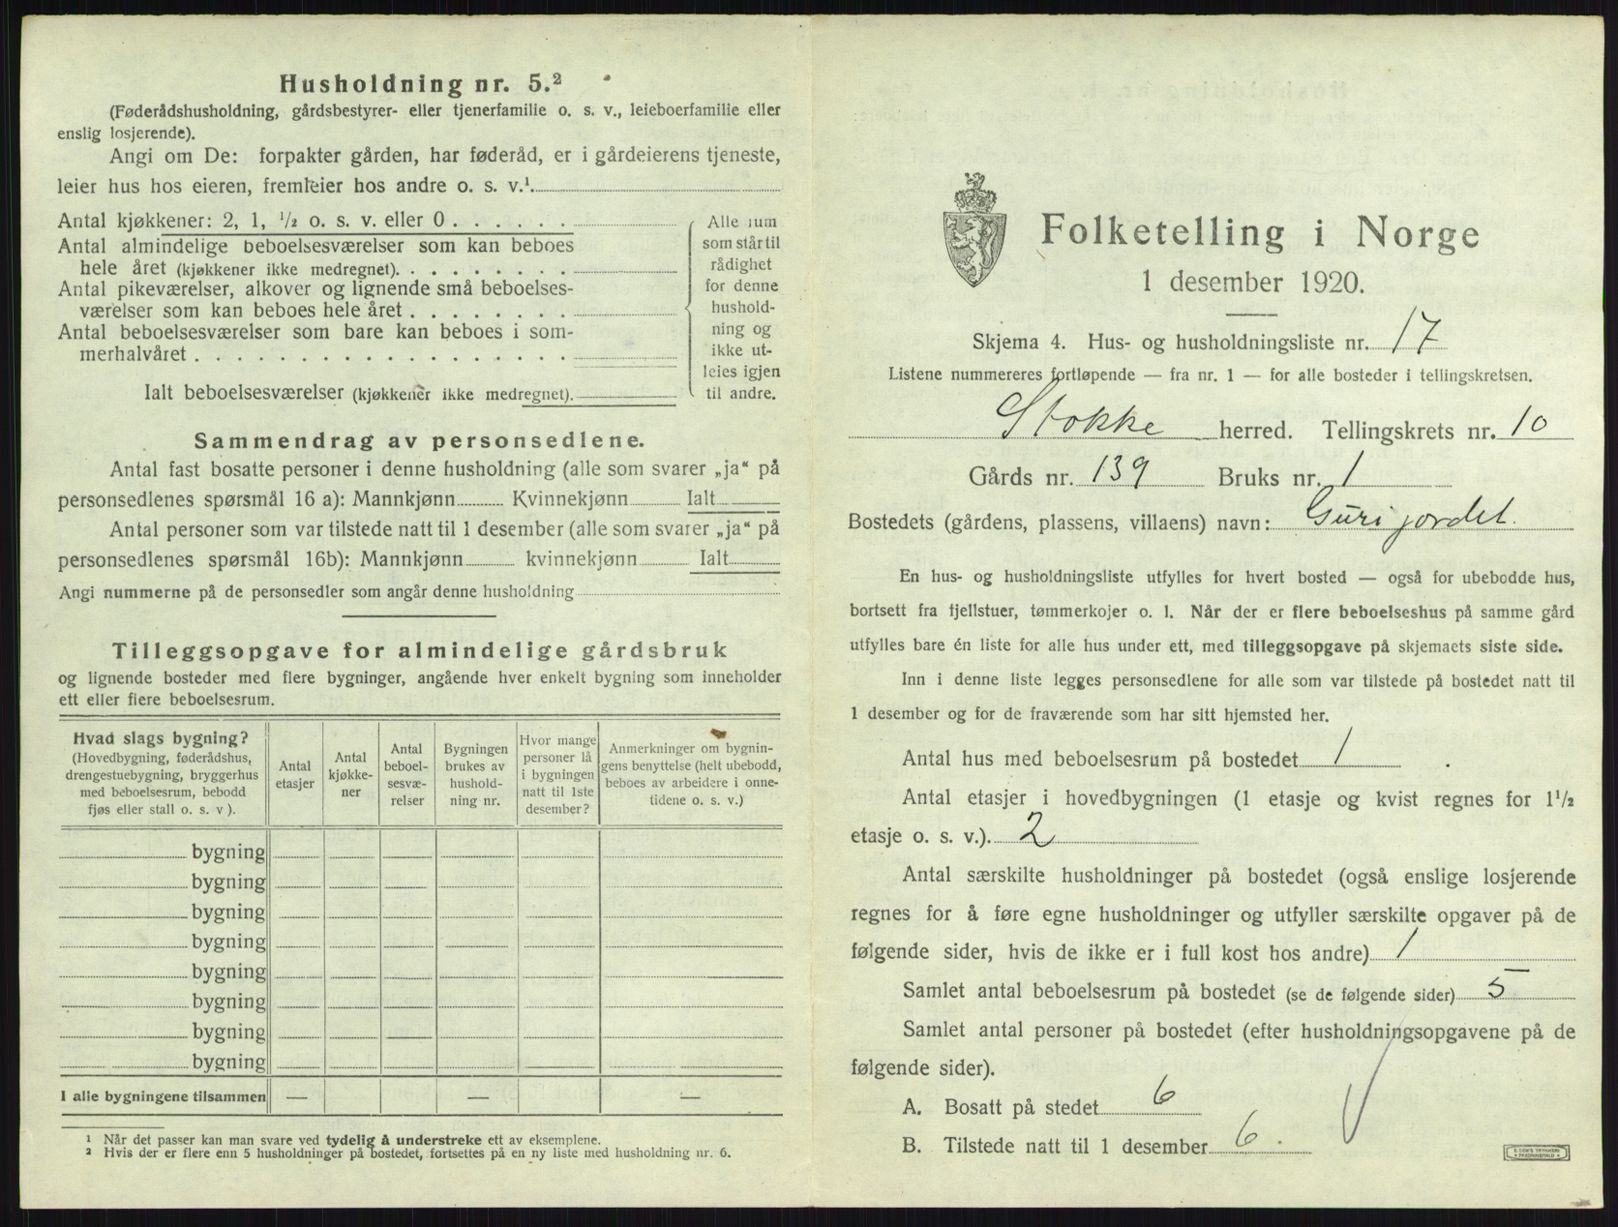 Husholdning nr. 5.²
(Føderådshusholdning, gårdsbestyrer- eller tjenerfamilie o. s. v., leieboerfamilie eller
enslig losjerende).
Angi om De: forpakter gården, har føderåd, er i gårdeierens tjeneste,
leier hus hos eieren, fremleier hos andre o. s. v.¹
Antal kjøkkener: 2, 1, ½ o. s. v. eller 0
Antal almindelige beboelsesværelser som kan beboes
hele året (kjøkkener ikke medregnet).
Antal pikeværelser, alkover og lignende små beboelses-
værelser som kan beboes hele året
Antal beboelsesværelser som bare kan beboes i som-
merhalvåret
Ialt beboelsesværelser (kjøkkener ikke medregnet).
Alle rum
som står til
rådighet
for denne
hushold-
ning og
ikke ut-
leies igjen
til andre.
Sammendrag av personsedlene.
Antal fast bosatte personer i denne husholdning (alle som svarer „ja“ på
personsedlenes spørsmål 16 a): Mannkjønn Kvinnekjønn Ialt
Antal personer som var tilstede natt til 1 desember (alle som svarer „ja“ på
personsedlenes spørsmål 16b): Mannkjønn kvinnekjønn Ialt
Angi nummerne på de personsedler som angår denne husholdning
Tilleggsopgave for almindelige gårdsbruk
og lignende bosteder med flere bygninger, angående hver enkelt bygning som inneholder
ett eller flere beboelsesrum.
Hvad slags bygning?
(Hovedbygning, føderådshus,
drengestuebygning, bryggerhus
med beboelsesrum, bebodd
fjøs eller stall o. s. v ).
Antal
etasjer
Antal
kjøkke-
ner
Antal
beboel-
sesvæ-
relser
Bygningen
brukes av
hushold-
ning nr.
Hvor mange
personer lå
i bygningen
natt til 1ste
desember?
Anmerkninger om bygnin-
gens benyttelse (helt ubebodd,
beboes av arbeidere i onne-
tidene o. s. v.)
bygning
bygning
bygning
bygning
bygning
bygning
bygning
bygning
I alle bygningene tilsammen — — —
¹ Når det passer kan man svare ved tydelig å understreke ett av eksemplene.
² Hvis der er flere enn 5 husholdninger på bostedet, fortsettes på en ny liste med husholdning nr. 6.
Folketelling i Norge
1 desember 1920.
Skjema 4. Hus- og husholdningsliste nr. 17
Listene nummereres fortløpende — fra nr. 1 — for alle bosteder i tellingskretsen.
Stokke herred. Tellingskrets nr. 10
Gårds nr. 139 Bruks nr. 1
Bostedets (gårdens, plassens, villaens) navn: Gurijordet.
En hus- og husholdningsliste utfylles for hvert bosted — også for ubebodde hus,
bortsett fra fjellstuer, tømmerkojer o. l. Når der er flere beboelseshus på samme gård
utfylles bare én liste for alle hus under ett, med tilleggsopgave på skjemaets siste side.
Inn i denne liste legges personsedlene for alle som var tilstede på bostedet natt til
1 desember og for de fraværende som har sitt hjemsted her.
Antal hus med beboelsesrum på bostedet 1
Antal etasjer i hovedbygningen (1 etasje og kvist regnes for 1½
etasje o. s. v.). 2
Antal særskilte husholdninger på bostedet (også enslige losjerende
regnes for å føre egne husholdninger og utfyller særskilte opgaver på de
følgende sider, hvis de ikke er i full kost hos andre) 1
Samlet antal beboelsesrum på bostedet (se de følgende sider) 5
Samlet antal personer på bostedet (efter husholdningsopgavene på de
følgende sider).
A. Bosatt på stedet 6
B. Tilstede natt til 1 desember 6.